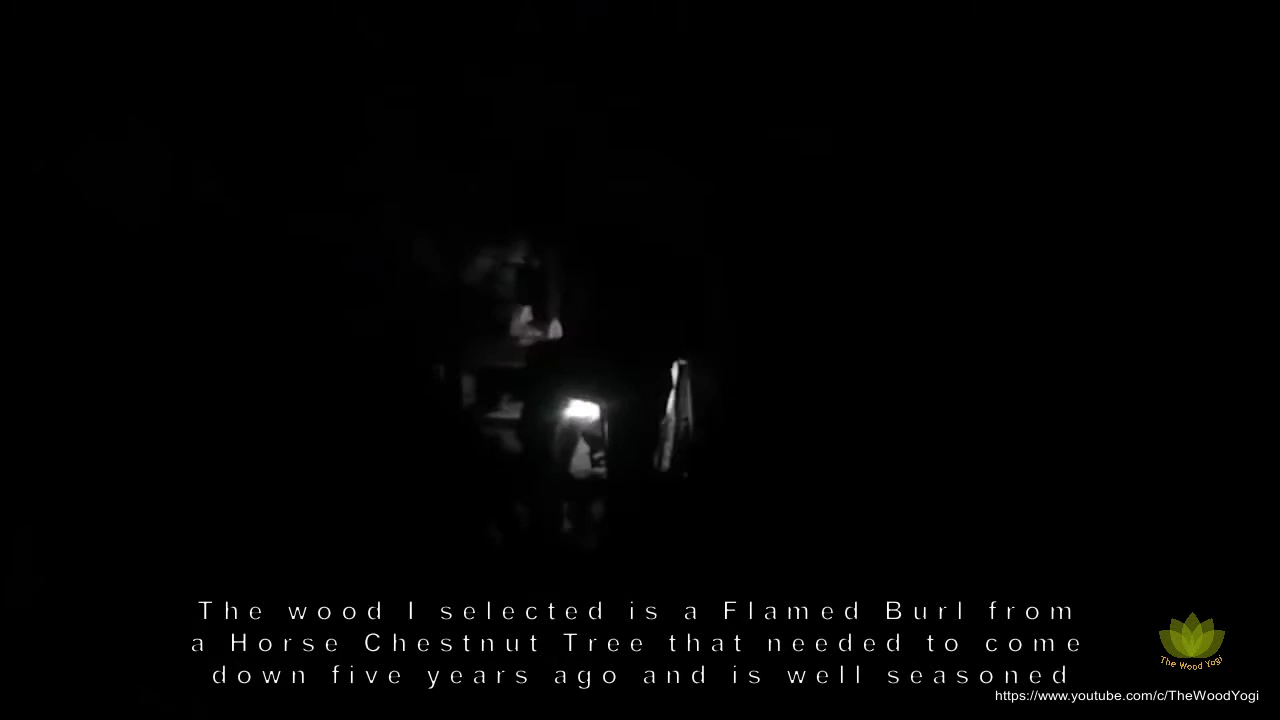 The wood I selected is a Flamed Burl from
a Horse Chestnut Tree that needed to come
down five years ago and is well seasoned
The Wood Yogi
https://www.youtube.com/c/TheWoodYogi